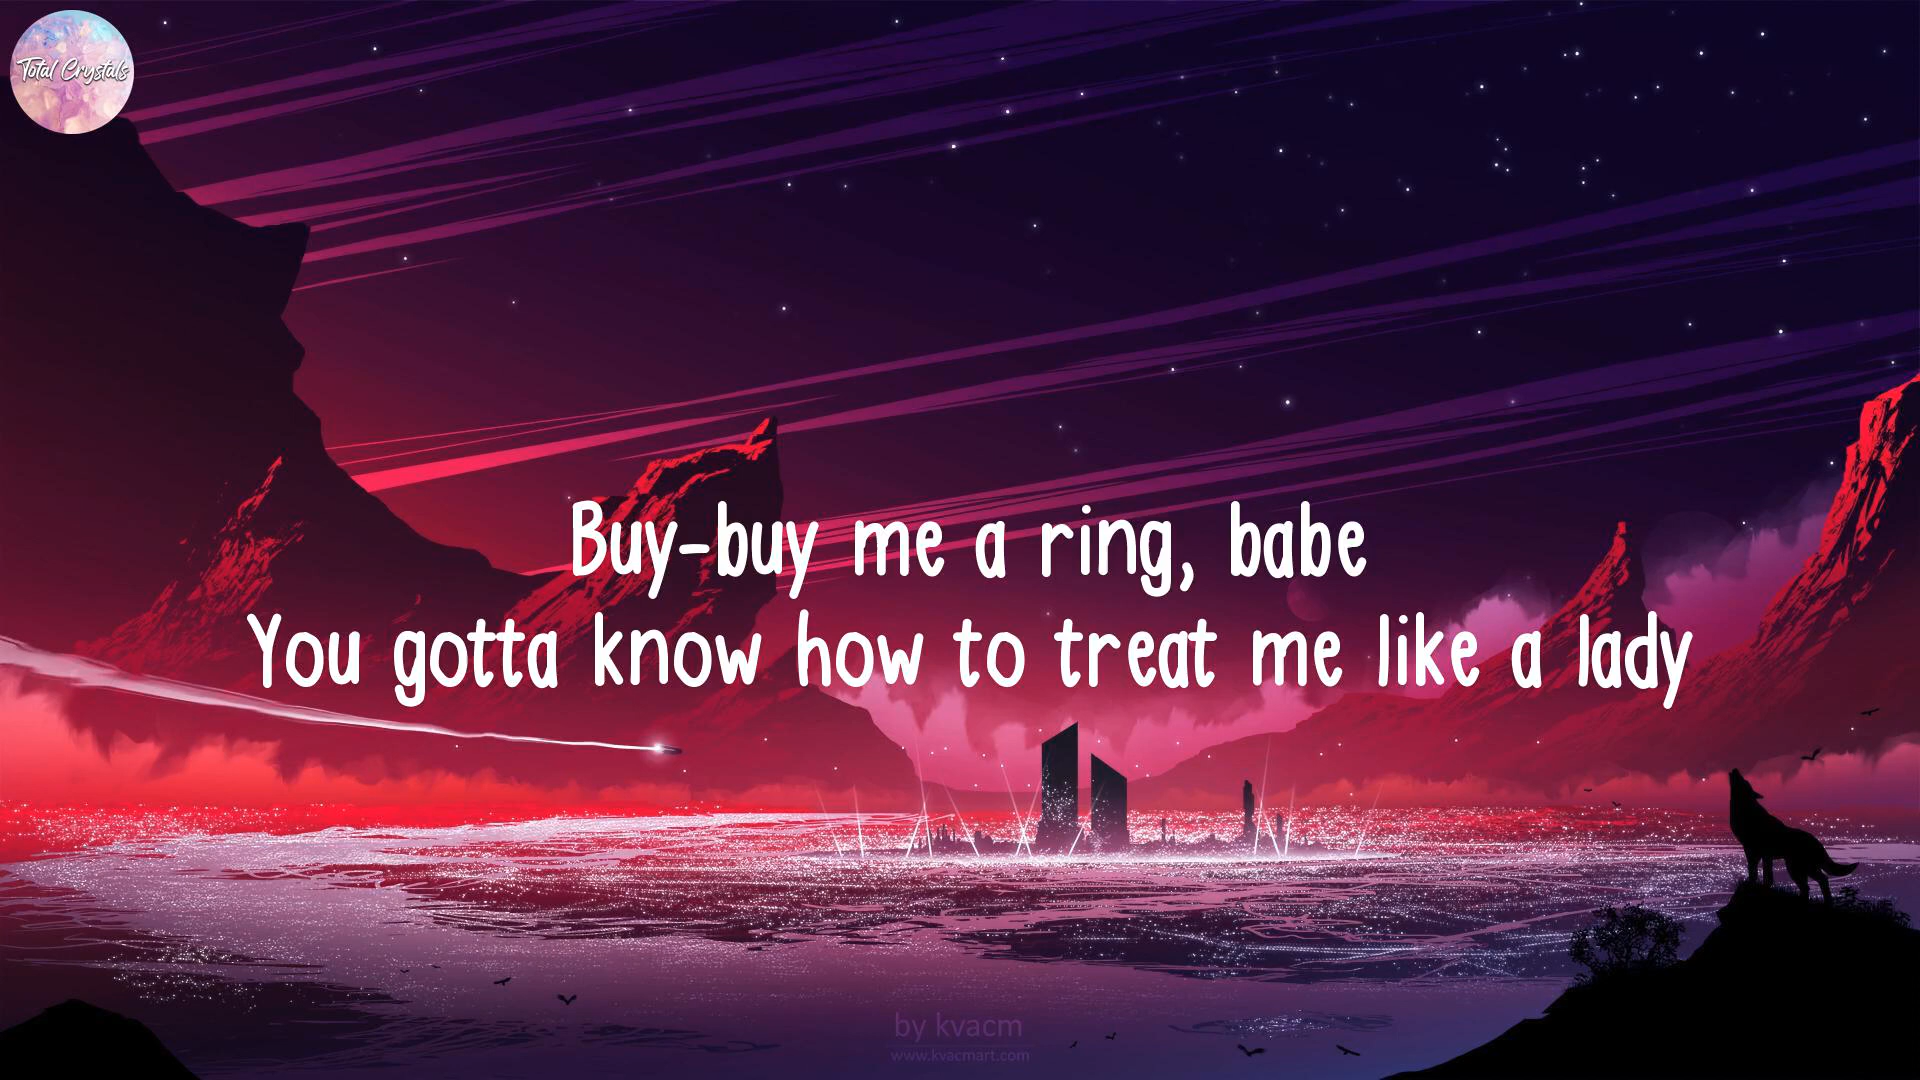 Total Crystals
Buy-buy me a ring, babe
You gotta know how to treat me like a lady
by kvacm
www.kvacmart.com